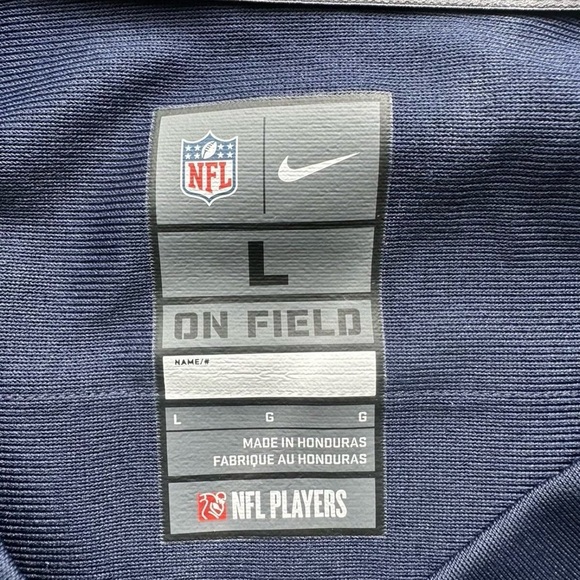 NFL
L
ON FIELD
NAME/#
L G G
MADE IN HONDURAS
FABRIQUE AU HONDURAS
NFL PLAYERS